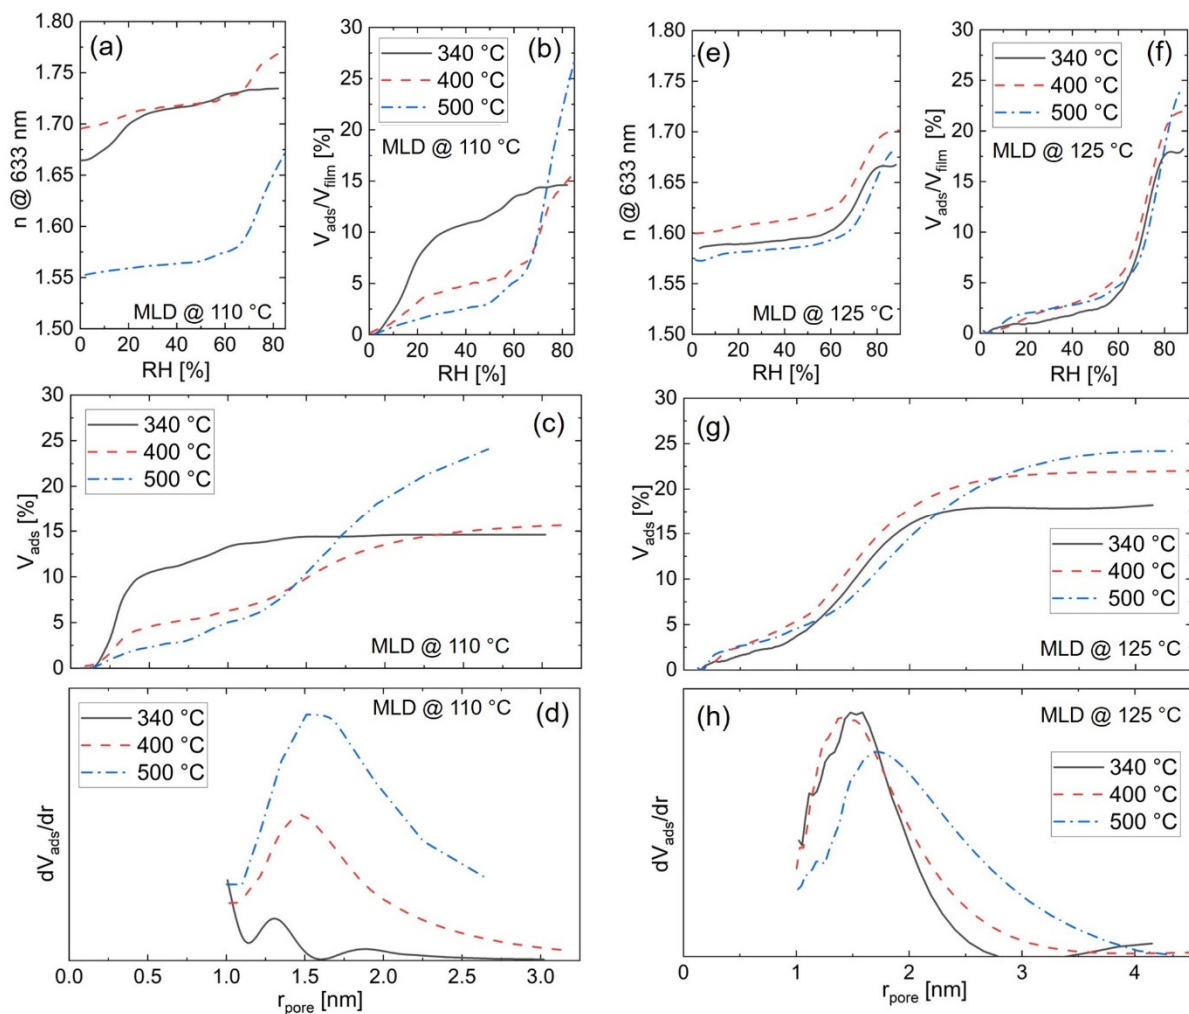 (a)
n @ 633 nm
1.80
1.75
1.70
1.65
1.60
1.55
1.50
MLD @ 110 °C
0 20 40 60 80
RH [%]
(b)
V_ads/V_film [%]
30
25
20
15
10
5
0
340 °C
400 °C
500 °C
MLD @ 110 °C
0 20 40 60 80
RH [%]
(e)
n @ 633 nm
1.80
1.75
1.70
1.65
1.60
1.55
1.50
MLD @ 125 °C
0 20 40 60 80
RH [%]
(f)
V_ads/V_film [%]
30
25
20
15
10
5
0
340 °C
400 °C
500 °C
MLD @ 125 °C
0 20 40 60 80
RH [%]
(c)
V_ads [%]
30
25
20
15
10
5
0
340 °C
400 °C
500 °C
MLD @ 110 °C
(g)
V_ads [%]
30
25
20
15
10
5
0
340 °C
400 °C
500 °C
MLD @ 125 °C
(d)
MLD @ 110 °C
340 °C
400 °C
500 °C
dV_ads/dr
0.0 0.5 1.0 1.5 2.0 2.5 3.0
r_pore [nm]
(h)
MLD @ 125 °C
340 °C
400 °C
500 °C
dV_ads/dr
0 1 2 3 4
r_pore [nm]